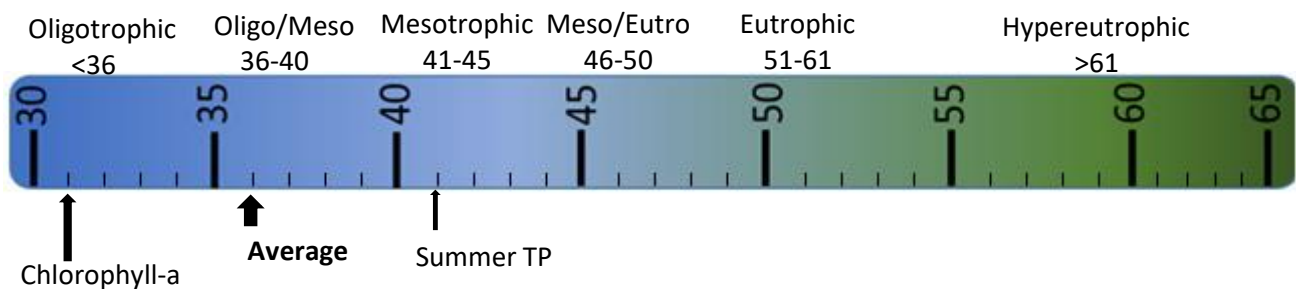 Oligotrophic Oligo/Meso Mesotrophic Meso/Eutro Eutrophic Hypereutrophic
<36 36-40 41-45 46-50 51-61 >61
30 35 40 45 50 55 60 65
Average
Summer TP
Chlorophyll-a